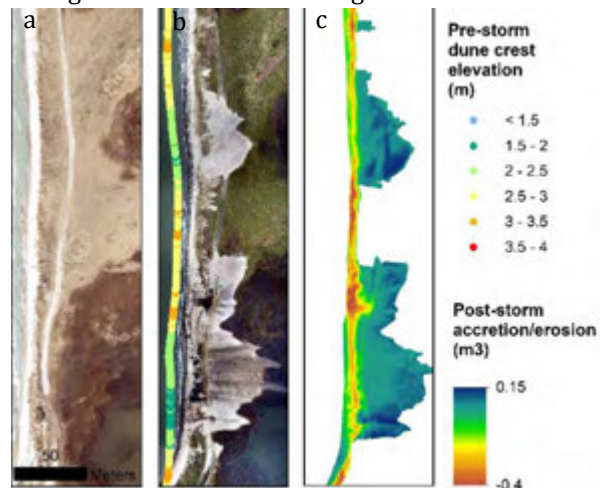 a
b
c
Pre-storm
dune crest
elevation
(m)
< 1.5
1.5 - 2
2 - 2.5
2.5 - 3
3 - 3.5
3.5 - 4
Post-storm
accretion/erosion
(m3)
0.15
-0.4
50
Meters